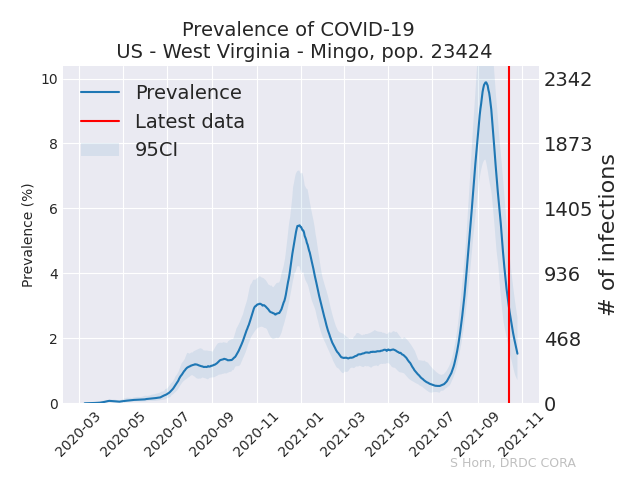 Prevalence of COVID-19
US - West Virginia - Mingo, pop. 23424
Prevalence
Latest data
95CI
Prevalence (%)
10
8
6
4
2
0
2342
1873
1405
936
468
0
# of infections
2020-03
2020-05
2020-07
2020-09
2020-11
2021-01
2021-03
2021-05
2021-07
2021-09
2021-11
S Horn, DRDC CORA